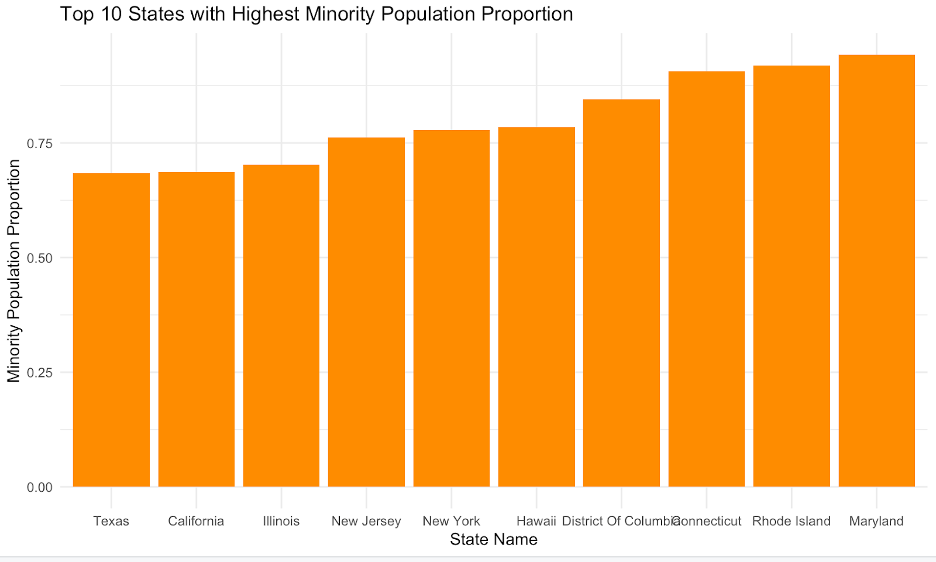 Top 10 States with Highest Minority Population Proportion
Minority Population Proportion
0.75
0.50
0.25
0.00
Texas California Illinois New Jersey New York Hawaii District Of Columbia Connecticut Rhode Island Maryland
State Name